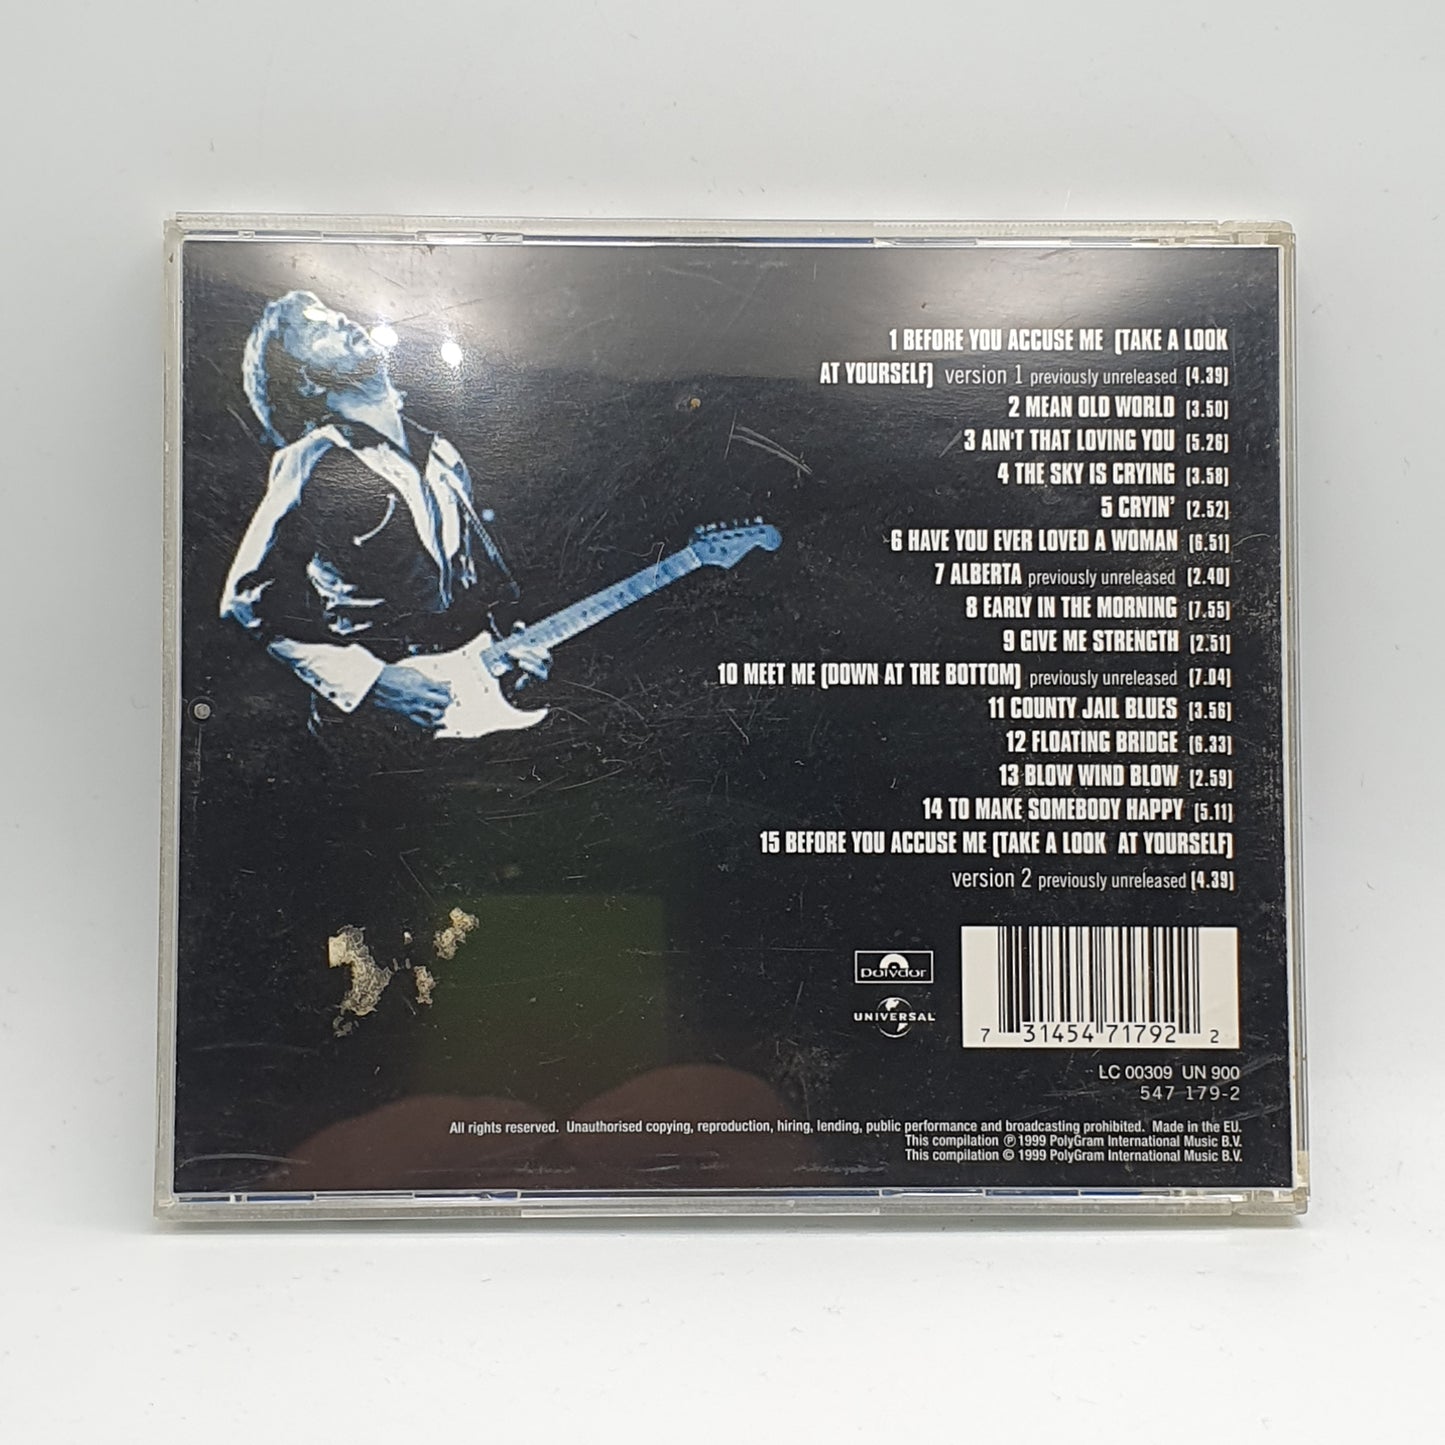 1 BEFORE YOU ACCUSE ME (TAKE A LOOK
AT YOURSELF) version 1 previously unreleased (4.39)
2 MEAN OLD WORLD (3.50)
3 AIN'T THAT LOVING YOU (5.26)
4 THE SKY IS CRYING (3.58)
5 CRYIN' (2.52)
6 HAVE YOU EVER LOVED A WOMAN (6.51)
7 ALBERTA previously unreleased (2.40)
8 EARLY IN THE MORNING (7.55)
9 GIVE ME STRENGTH (2.51)
10 MEET ME (DOWN AT THE BOTTOM) previously unreleased (7.04)
11 COUNTY JAIL BLUES (3.56)
12 FLOATING BRIDGE (6.33)
13 BLOW WIND BLOW (2.59)
14 TO MAKE SOMEBODY HAPPY (5.11)
15 BEFORE YOU ACCUSE ME (TAKE A LOOK AT YOURSELF)
version 2 previously unreleased (4.39)
Polydor
UNIVERSAL
7 31454 71792 2
LC 00309 UN 900
547 179-2
All rights reserved. Unauthorised copying, reproduction, hiring, lending, public performance and broadcasting prohibited. Made in the EU.
This compilation ℗ 1999 PolyGram International Music B.V.
This compilation © 1999 PolyGram International Music B.V.